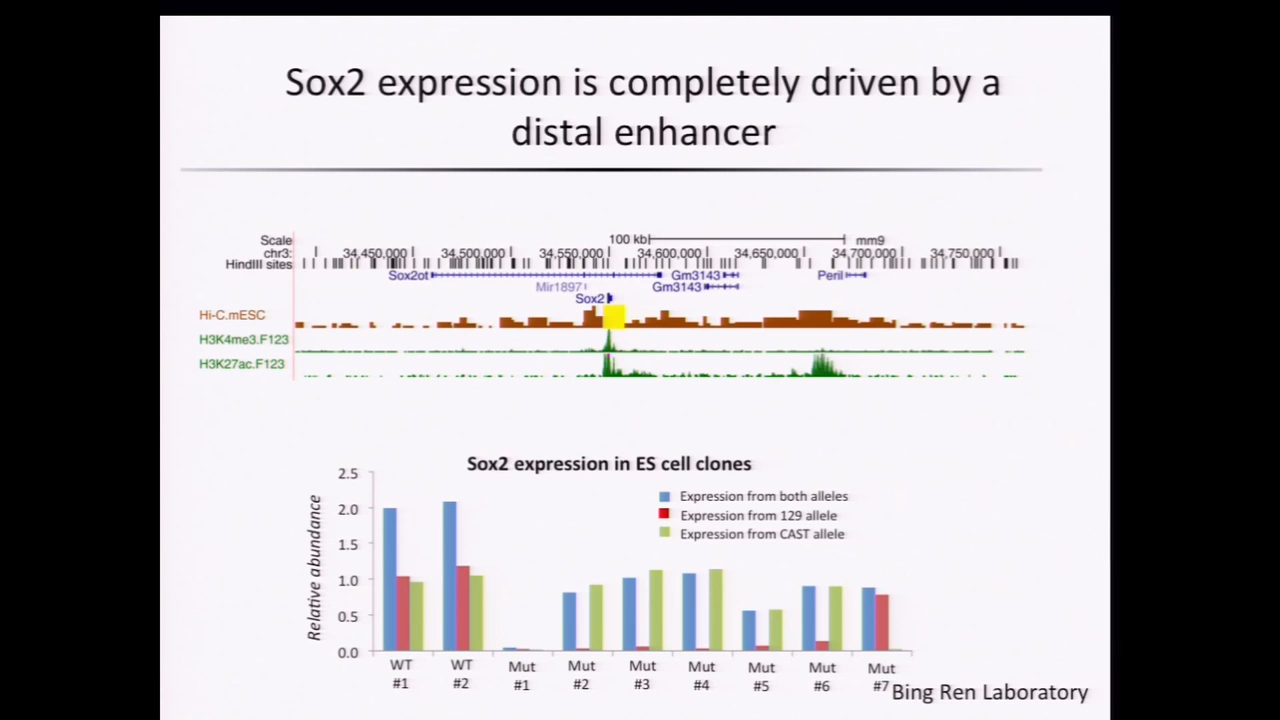 Sox2 expression is completely driven by a
distal enhancer
Scale 100 kb mm9
chr3: 34,450,000 34,500,000 34,550,000 34,600,000 34,650,000 34,700,000 34,750,000
HindIII sites
Sox2ot Gm3143 Peril
Mir1897 Gm3143
Sox2
Hi-C.mESC
H3K4me3.F123
H3K27ac.F123
Sox2 expression in ES cell clones
Relative abundance
2.5
2.0
1.5
1.0
0.5
0.0
Expression from both alleles
Expression from 129 allele
Expression from CAST allele
WT WT Mut Mut Mut Mut Mut Mut Mut
#1 #2 #1 #2 #3 #4 #5 #6 #7
Bing Ren Laboratory